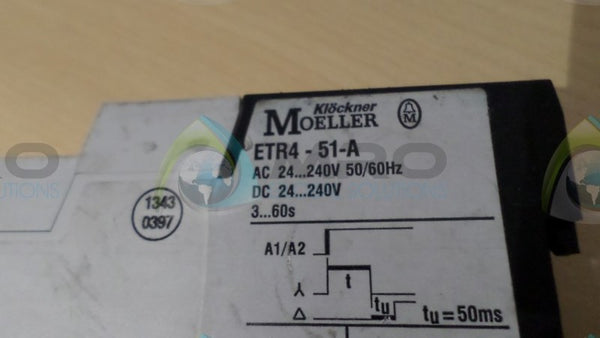 Klöckner
MOELLER
M
ETR4 - 51-A
AC 24...240V 50/60Hz
DC 24...240V
3...60s
1343
0397
A1/A2
t
tu
tu = 50ms
SOLUTIONS